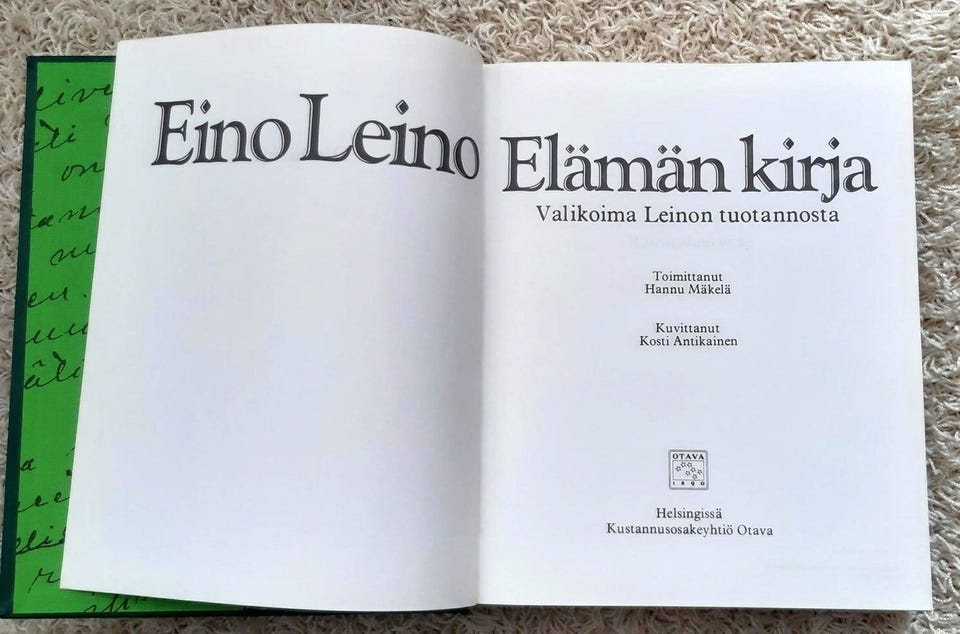 Eino Leino
Elämän kirja
Valikoima Leinon tuotannosta
Toimittanut
Hannu Mäkelä
Kuvittanut
Kosti Antikainen
OTAVA
1890
Helsingissä
Kustannusosakeyhtiö Otava